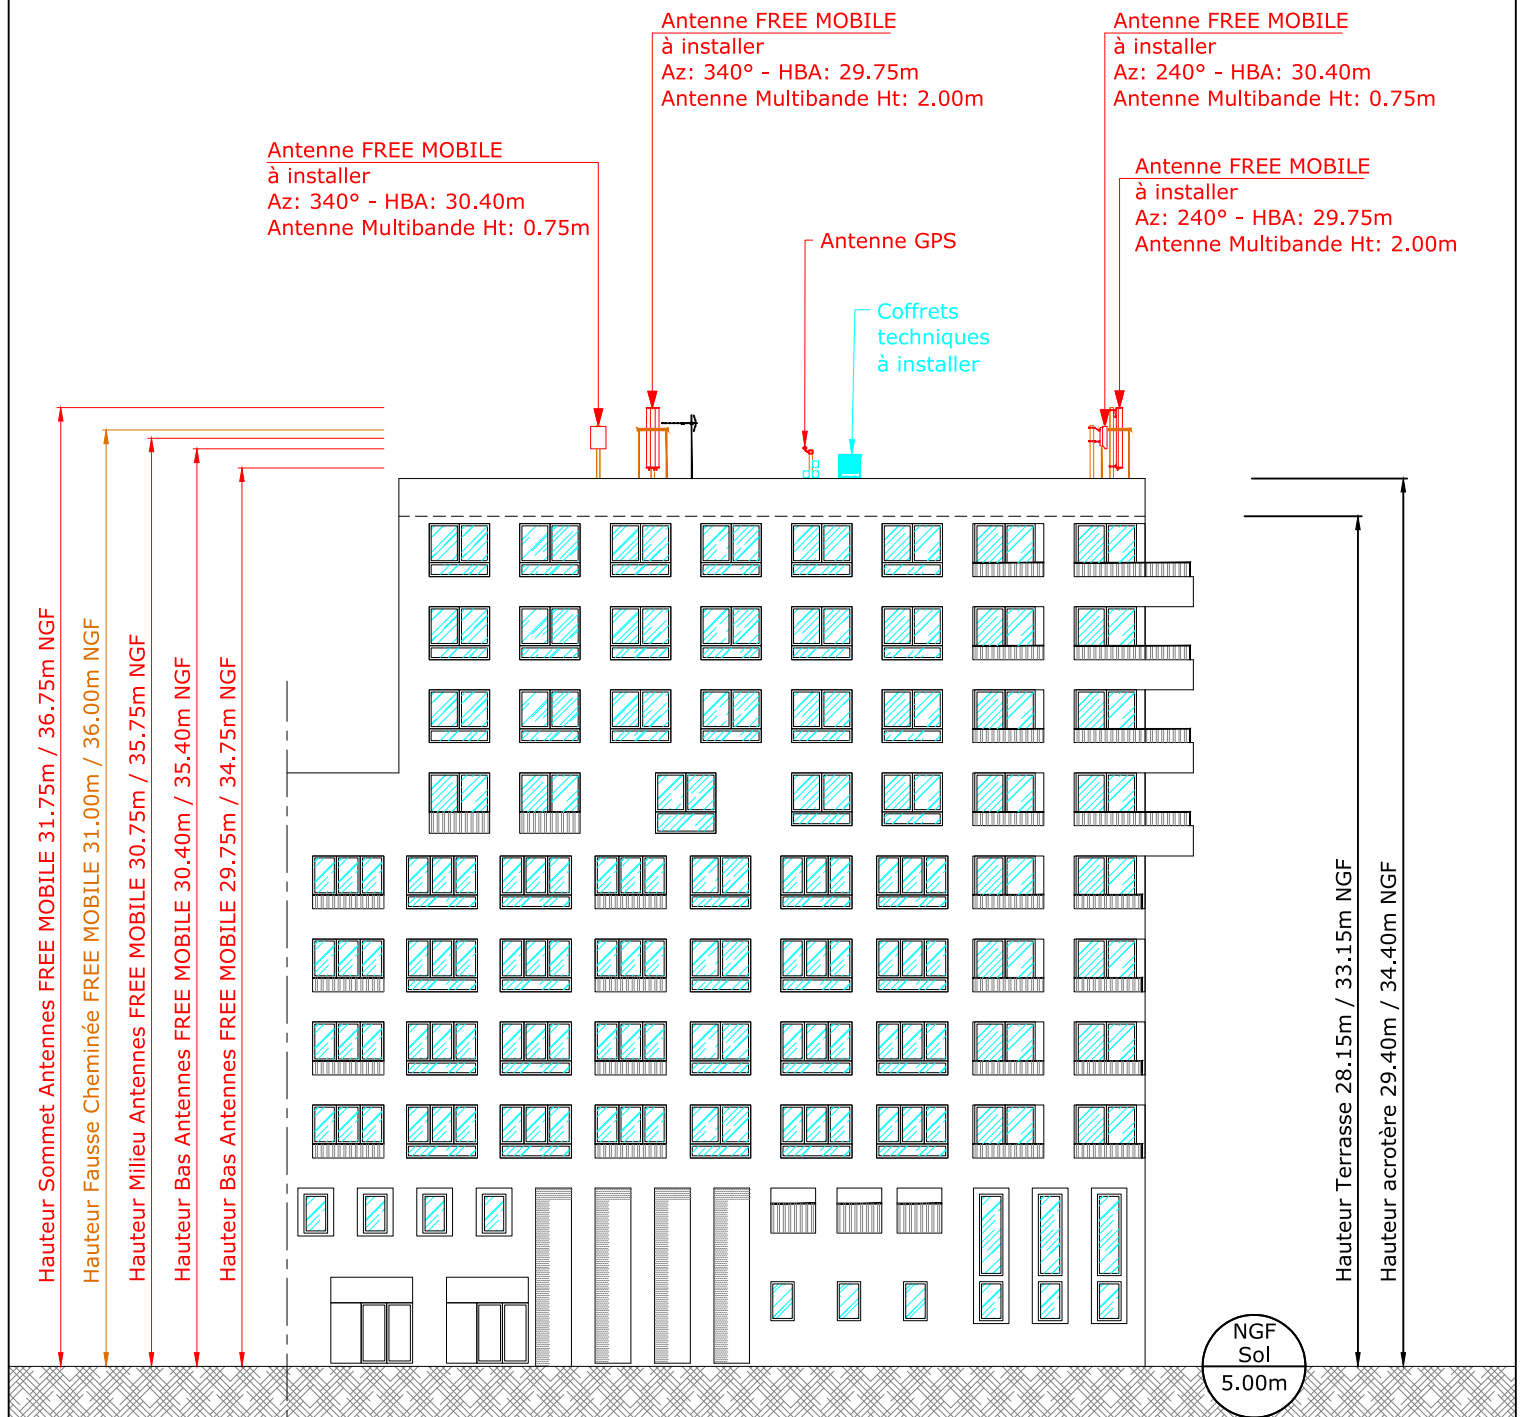 Antenne FREE MOBILE
à installer
Az: 340° - HBA: 29.75m
Antenne Multibande Ht: 2.00m
Antenne FREE MOBILE
à installer
Az: 240° - HBA: 30.40m
Antenne Multibande Ht: 0.75m
Antenne FREE MOBILE
à installer
Az: 340° - HBA: 30.40m
Antenne Multibande Ht: 0.75m
Antenne FREE MOBILE
à installer
Az: 240° - HBA: 29.75m
Antenne Multibande Ht: 2.00m
Antenne GPS
Coffrets
techniques
à installer
Hauteur Sommet Antennes FREE MOBILE 31.75m / 36.75m NGF
Hauteur Fausse Cheminée FREE MOBILE 31.00m / 36.00m NGF
Hauteur Milieu Antennes FREE MOBILE 30.75m / 35.75m NGF
Hauteur Bas Antennes FREE MOBILE 30.40m / 35.40m NGF
Hauteur Bas Antennes FREE MOBILE 29.75m / 34.75m NGF
Hauteur Terrasse 28.15m / 33.15m NGF
Hauteur acrotère 29.40m / 34.40m NGF
NGF
Sol
5.00m